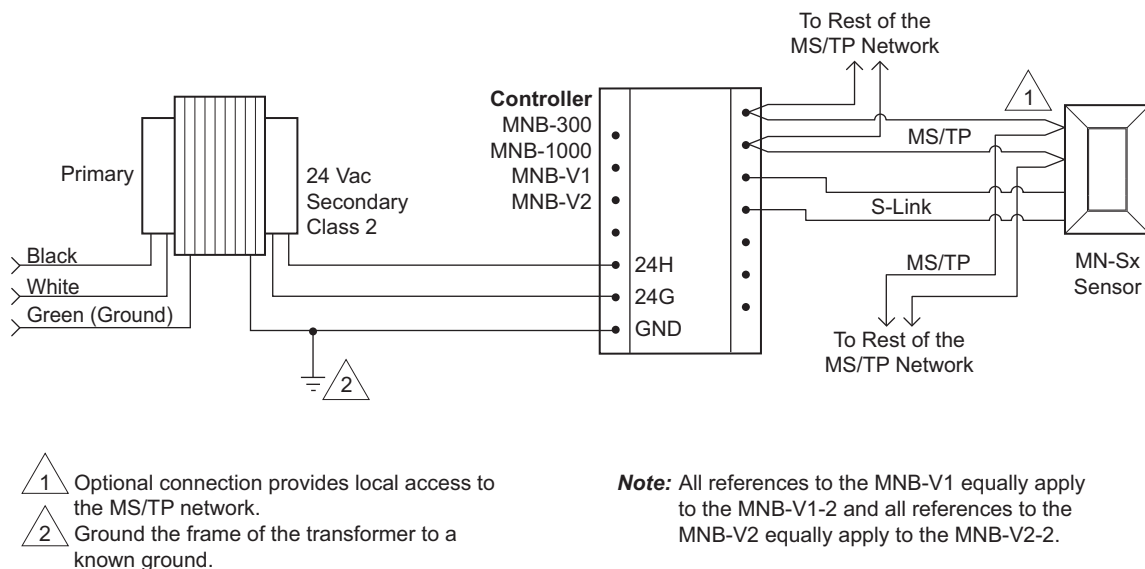 To Rest of the
MS/TP Network
Controller
MNB-300
MNB-1000
MNB-V1
MNB-V2
Primary
24 Vac
Secondary
Class 2
Black
White
Green (Ground)
24H
24G
GND
2
1
MS/TP
S-Link
MS/TP
MN-Sx
Sensor
To Rest of the
MS/TP Network
1 Optional connection provides local access to
the MS/TP network.
2 Ground the frame of the transformer to a
known ground.
Note: All references to the MNB-V1 equally apply
to the MNB-V1-2 and all references to the
MNB-V2 equally apply to the MNB-V2-2.